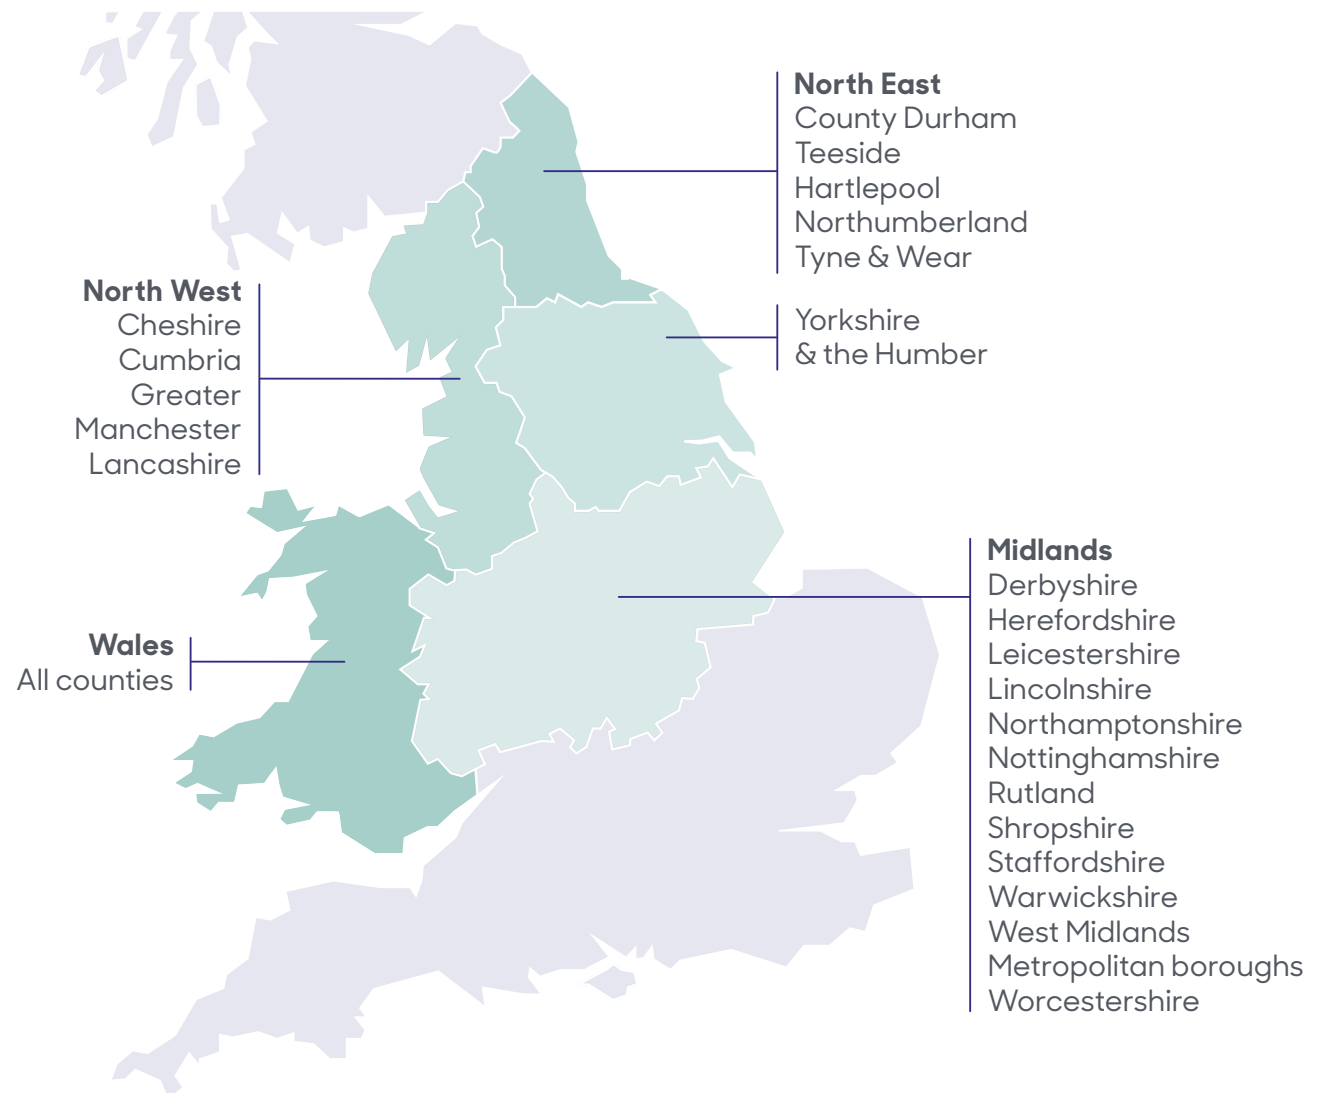 North East
County Durham
Teeside
Hartlepool
Northumberland
Tyne & Wear
North West
Cheshire
Cumbria
Greater
Manchester
Lancashire
Yorkshire
& the Humber
Wales
All counties
Midlands
Derbyshire
Herefordshire
Leicestershire
Lincolnshire
Northamptonshire
Nottinghamshire
Rutland
Shropshire
Staffordshire
Warwickshire
West Midlands
Metropolitan boroughs
Worcestershire